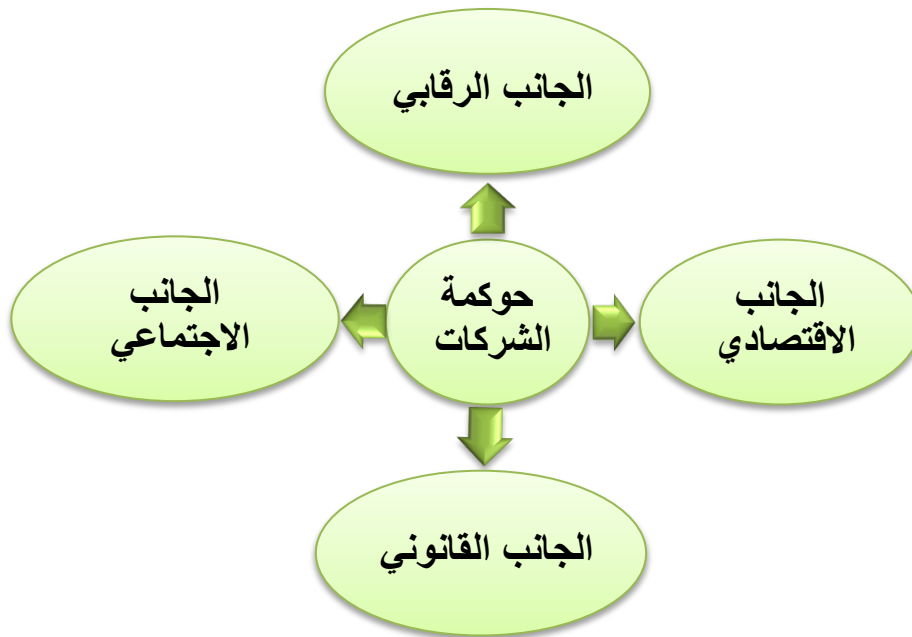 الجانب الرقابي
الجانب
الاقتصادي
حوكمة
الشركات
الجانب
الاجتماعي
الجانب القانوني